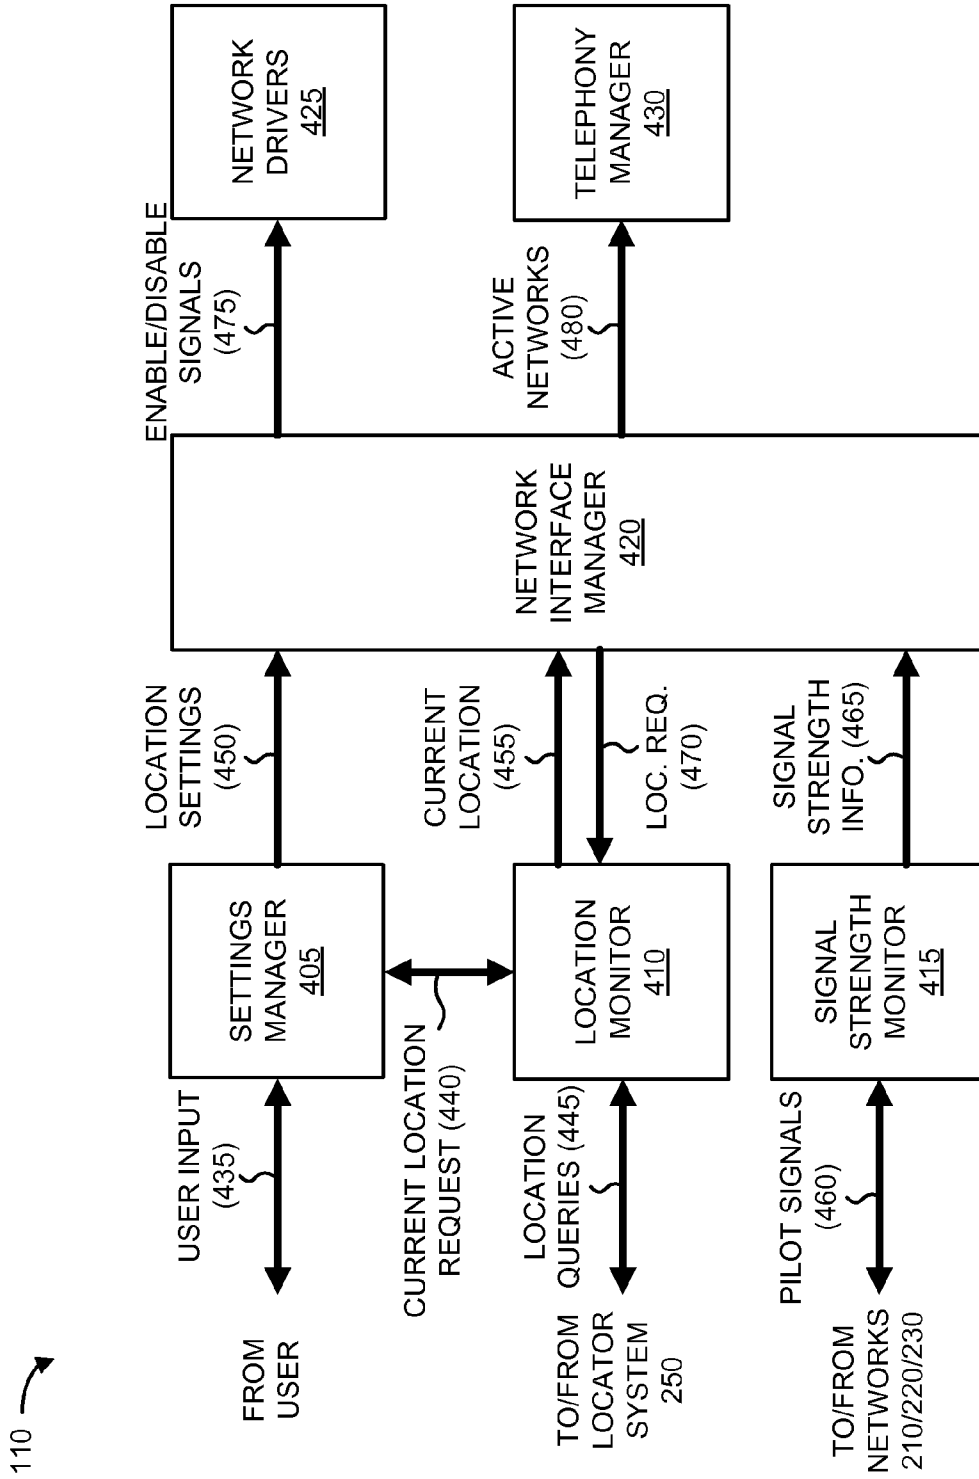 110
FROM
USER
USER INPUT
(435)
SETTINGS
MANAGER
405
LOCATION
SETTINGS
(450)
ENABLE/DISABLE
SIGNALS
(475)
NETWORK
DRIVERS
425
CURRENT LOCATION
REQUEST (440)
TO/FROM
LOCATOR
SYSTEM
250
LOCATION
QUERIES (445)
LOCATION
MONITOR
410
CURRENT
LOCATION
(455)
LOC. REQ.
(470)
NETWORK
INTERFACE
MANAGER
420
ACTIVE
NETWORKS
(480)
TELEPHONY
MANAGER
430
TO/FROM
NETWORKS
210/220/230
PILOT SIGNALS
(460)
SIGNAL
STRENGTH
MONITOR
415
SIGNAL
STRENGTH
INFO. (465)